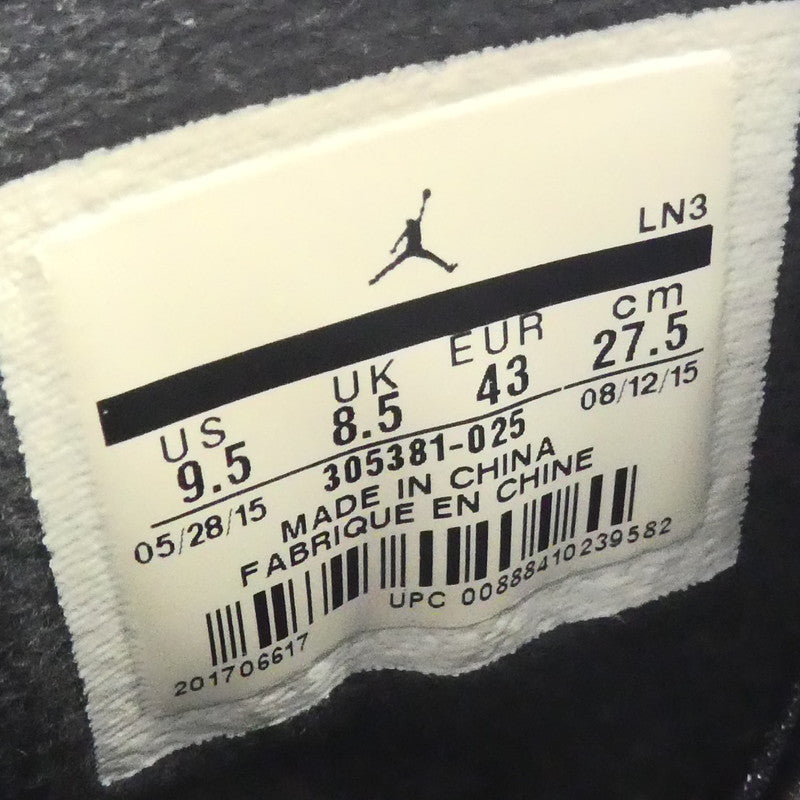 LN3
US UK EUR cm
9.5 8.5 43 27.5
05/28/15 305381-025 08/12/15
MADE IN CHINA
FABRIQUE EN CHINE
UPC 00888410239582
201706617